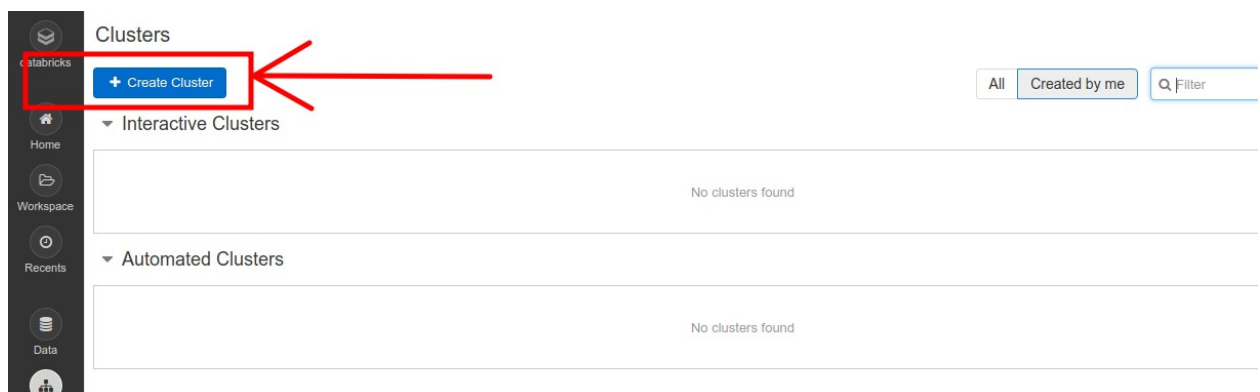 databricks
Home
Workspace
Recents
Data
Clusters
+ Create Cluster
All
Created by me
Filter
Interactive Clusters
No clusters found
Automated Clusters
No clusters found